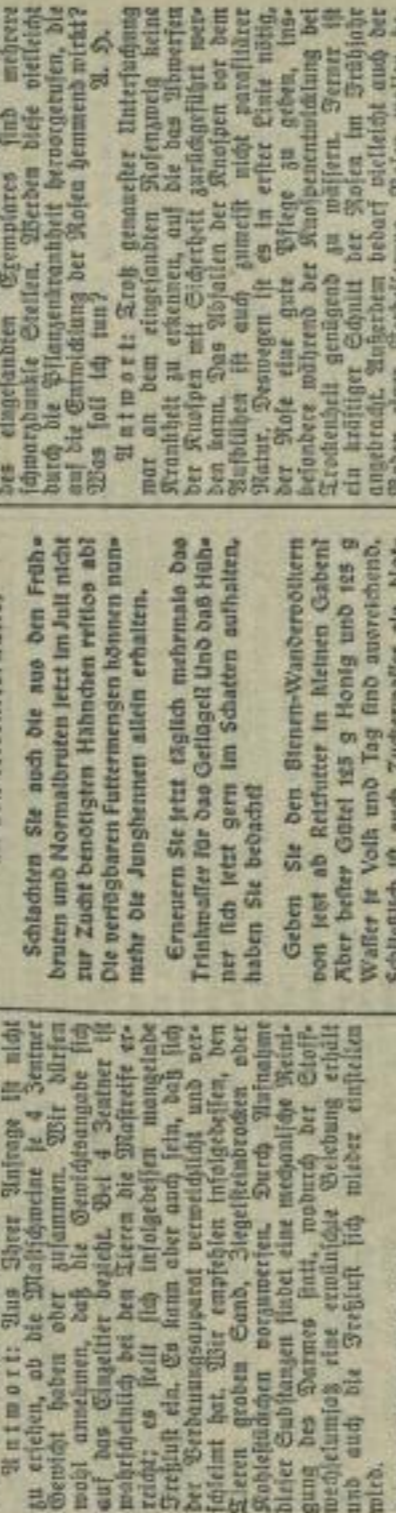 Antwort: Aus Ihrer Anfrage ist nicht
zu ersehen, ob die Mastschweine je 4 Zentner
Gewicht haben oder zusammen. Wir dürfen
wohl annehmen, daß die Gewichtsangabe sich
auf das Einzeltier bezieht. Bei 4 Zentner ist
wahrscheinlich bei den Tieren die Mastreife er-
reicht; es stellt sich infolgedessen mangelnde
Freßlust ein. Es kann aber auch sein, daß sich
der Verdauungsapparat verweichlicht und ver-
schleimt hat. Wir empfehlen infolgedessen, den
Tieren groben Sand, Ziegelsteinbrocken oder
Kohlestückchen vorzuwerfen. Durch Aufnahme
dieser Substanzen findet eine mechanische Reini-
gung des Darmes statt, wodurch der Stoff-
wechselumsatz eine erwünschte Belebung erhält
und auch die Freßlust sich wieder einstellen
wird.
Schlachten Sie auch die aus den Früh-
bruten und Normalbruten jetzt im Juli nicht
zur Zucht benötigten Hähnchen restlos ab!
Die verfügbaren Futtermengen können nun-
mehr die Junghennen allein erhalten.
Erneuern Sie jetzt täglich mehrmals das
Trinkwasser für das Geflügel! Und daß Hüh-
ner sich jetzt gern im Schatten aufhalten,
haben Sie bedacht!
Geben Sie den Bienen-Wandervölkern
von jetzt ab Reizfutter in kleinen Gaben!
Aber bester Güte! 125 g Honig und 125 g
Wasser je Volk und Tag sind ausreichend.
Schließlich ist auch Zuckerwasser ein
des eingesandten Exemplares sind mehrere
schwarzdunkle Stellen. Werden diese vielleicht
durch die Pflanzenkrankheit hervorgerufen, die
auf die Entwicklung der Rosen hemmend wirkt?
Was soll ich tun? A. H.
Antwort: Trotz genauester Untersuchung
war an dem eingesandten Rosenzweig keine
Krankheit zu erkennen, auf die das Abwerfen
der Knospen mit Sicherheit zurückgeführt wer-
den kann. Das Abfallen der Knospen vor dem
Aufblühen ist auch zumeist nicht parasitärer
Natur. Deswegen ist es in erster Linie nötig,
der Rose eine gute Pflege zu geben, ins-
besondere während der Knospenentwicklung bei
Trockenheit genügend zu wässern. Ferner ist
ein kräftiger Schnitt der Rosen im Frühjahr
angebracht. Außerdem bedarf vielleicht auch der